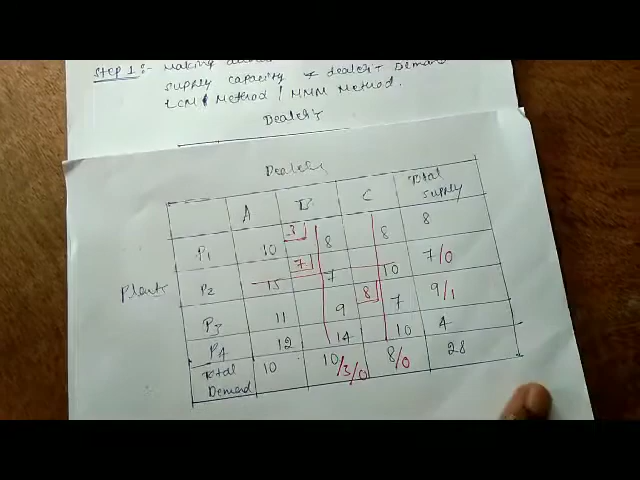 Step 1:- Making
supply capacity & dealer's Demand
LCM Method / MMM Method.
Dealer's
Dealers
A B C Total Supply
P1 10 3 8 8 8
P2 15 7 7 10 7/0
Plants
P3 11 9 8 7 9/1
P4 12 14 10 4
Total Demand 10 10/3/0 8/0 28